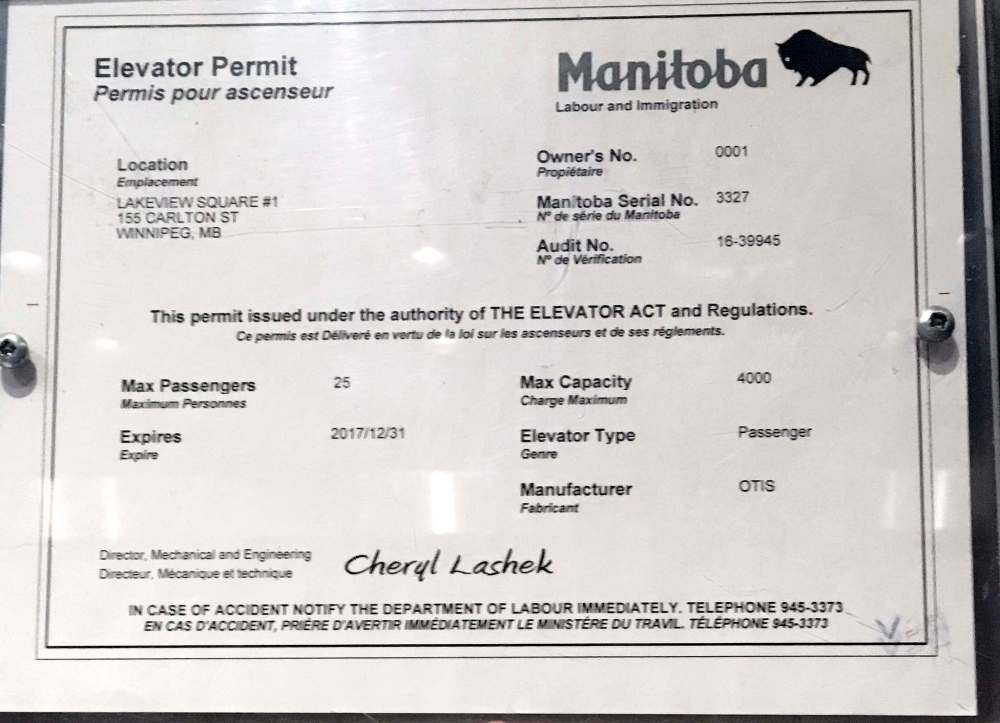 Elevator Permit
Permis pour ascenseur
Manitoba
Labour and Immigration
Location
Emplacement
LAKEVIEW SQUARE #1
155 CARLTON ST
WINNIPEG, MB
Owner's No. 0001
Propiétaire
Manitoba Serial No. 3327
Nº de série du Manitoba
Audit No. 16-39945
Nº de Vérification
This permit issued under the authority of THE ELEVATOR ACT and Regulations.
Ce permis est Déliveré en vertu de la loi sur les ascenseurs et de ses réglements.
Max Passengers 25
Maximum Personnes
Max Capacity 4000
Charge Maximum
Expires 2017/12/31
Expire
Elevator Type Passenger
Genre
Manufacturer OTIS
Fabricant
Director, Mechanical and Engineering
Directeur, Mécanique et technique
Cheryl Lashek
IN CASE OF ACCIDENT NOTIFY THE DEPARTMENT OF LABOUR IMMEDIATELY. TELEPHONE 945-3373
EN CAS D'ACCIDENT, PRIÉRE D'AVERTIR IMMÉDIATEMENT LE MINISTÉRE DU TRAVIL. TÉLÉPHONE 945-3373